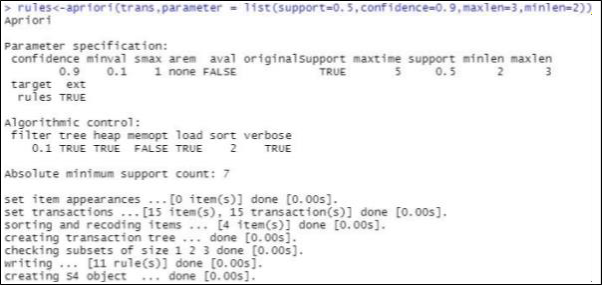 > rules<-apriori(trans,parameter = list(support=0.5,confidence=0.9,maxlen=3,minlen=2))
Apriori
Parameter specification:
confidence minval smax arem aval originalSupport maxtime support minlen maxlen
0.9 0.1 1 none FALSE TRUE 5 0.5 2 3
target ext
rules TRUE
Algorithmic control:
filter tree heap memopt load sort verbose
0.1 TRUE TRUE FALSE TRUE 2 TRUE
Absolute minimum support count: 7
set item appearances ...[0 item(s)] done [0.00s].
set transactions ...[15 item(s), 15 transaction(s)] done [0.00s].
sorting and recoding items ... [4 item(s)] done [0.00s].
creating transaction tree ... done [0.00s].
checking subsets of size 1 2 3 done [0.00s].
writing ... [11 rule(s)] done [0.00s].
creating S4 object ... done [0.00s].